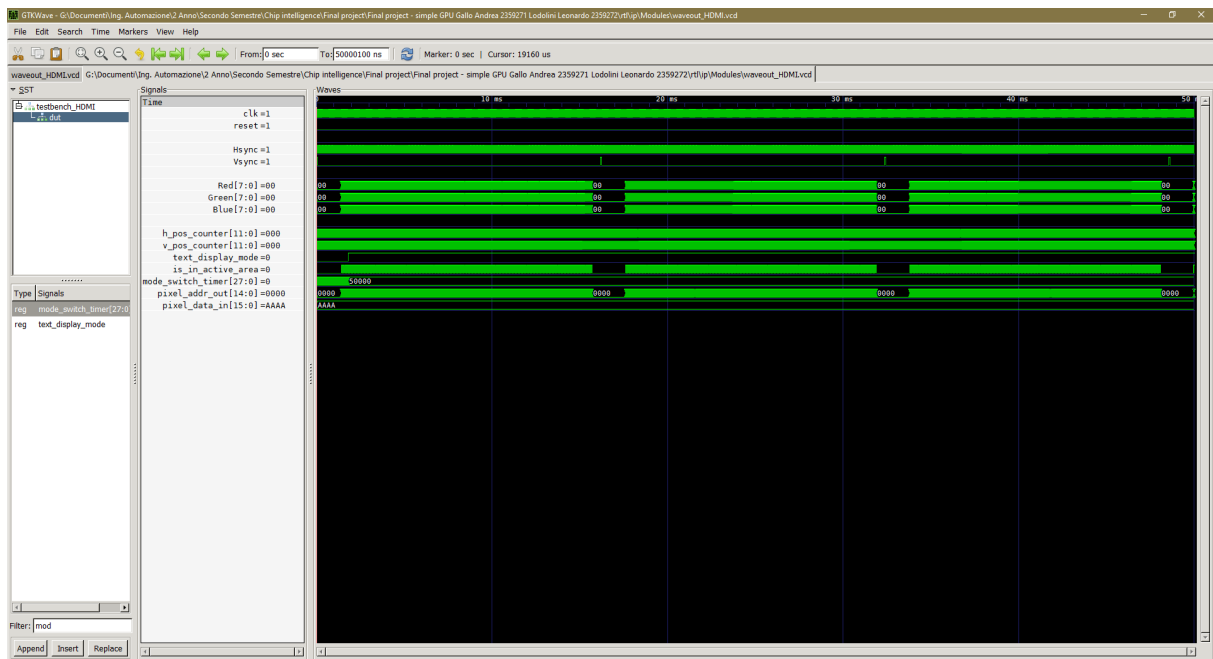 GTKWave - G:\Documenti\Ing. Automazione\2 Anno\Secondo Semestre\Chip intelligence\Final project\Final project - simple GPU Gallo Andrea 2359271 Lodolini Leonardo 2359272\rtl\ip\Modules\waveout_HDMI.vcd
File Edit Search Time Markers View Help
From: 0 sec To: 50000100 ns Marker: 0 sec | Cursor: 19160 us
waveout_HDMI.vcd G:\Documenti\Ing. Automazione\2 Anno\Secondo Semestre\Chip intelligence\Final project\Final project - simple GPU Gallo Andrea 2359271 Lodolini Leonardo 2359272\rtl\ip\Modules\waveout_HDMI.vcd
SST
testbench_HDMI
dut
Type Signals
reg mode_switch_timer[27:0
reg text_display_mode
Filter: mod
Append Insert Replace
Signals
Time
clk =1
reset =1
Hsync =1
Vsync =1
Red[7:0] =00
Green[7:0] =00
Blue[7:0] =00
h_pos_counter[11:0] =000
v_pos_counter[11:0] =000
text_display_mode =0
is_in_active_area =0
mode_switch_timer[27:0] =0
pixel_addr_out[14:0] =0000
pixel_data_in[15:0] =AAAA
Waves
10 ms 20 ms 30 ms 40 ms 50
00 00 00 00
00 00 00 00
00 00 00 00
50000
0000 0000 0000 0000
AAAA